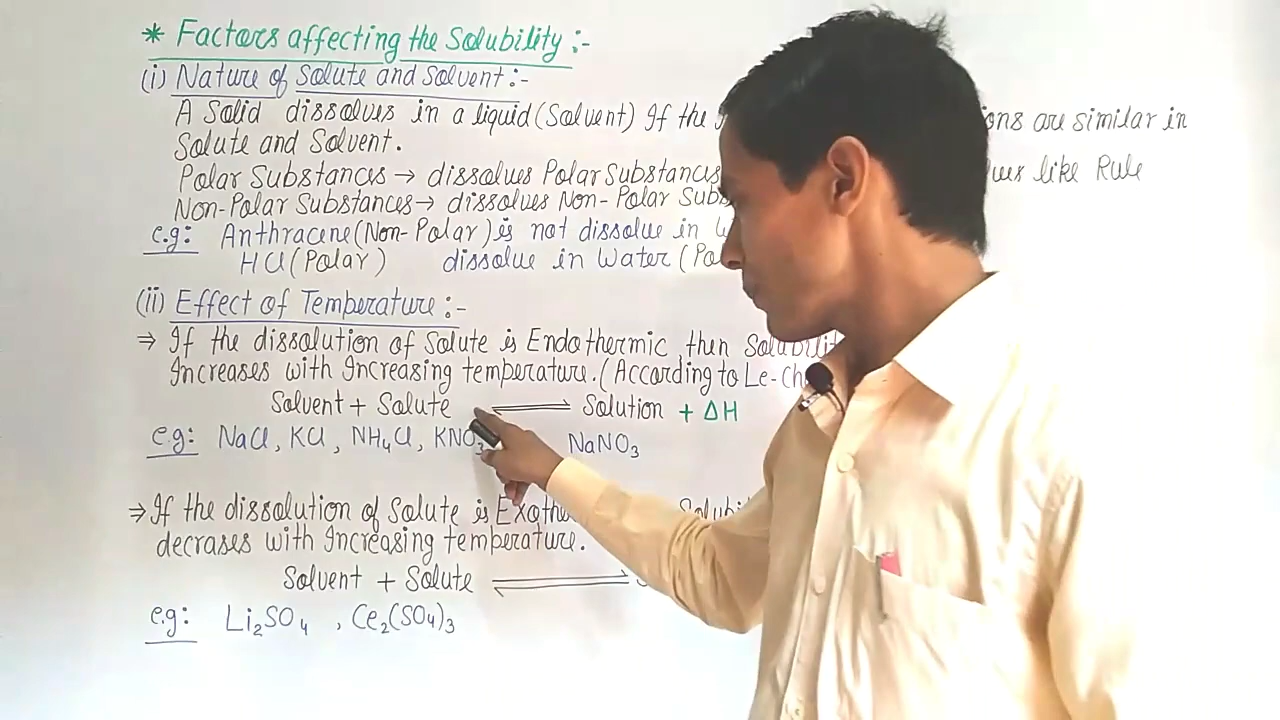 * Factors affecting the Solubility :-
(i) Nature of Solute and Solvent :-
A Solid dissolves in a liquid (Solvent) If the ions are similar in
Solute and Solvent.
Polar Substances → dissolves Polar Substances like Rule
Non-Polar Substances → dissolves Non-Polar
e.g: Anthracene (Non-Polar) is not dissolve in
HCl (Polar) dissolve in Water
(ii) Effect of Temperature :-
⇒ If the dissolution of Solute is Endothermic then
Increases with Increasing temperature. (According to
Solvent + Solute ⇌ Solution + ΔH
e.g: NaCl, KCl, NH₄Cl, KNO₃ NaNO₃
⇒ If the dissolution of Solute is
decrases with Increasing temperature.
Solvent + Solute ⇌
e.g: Li₂SO₄ , Ce₂(SO₄)₃